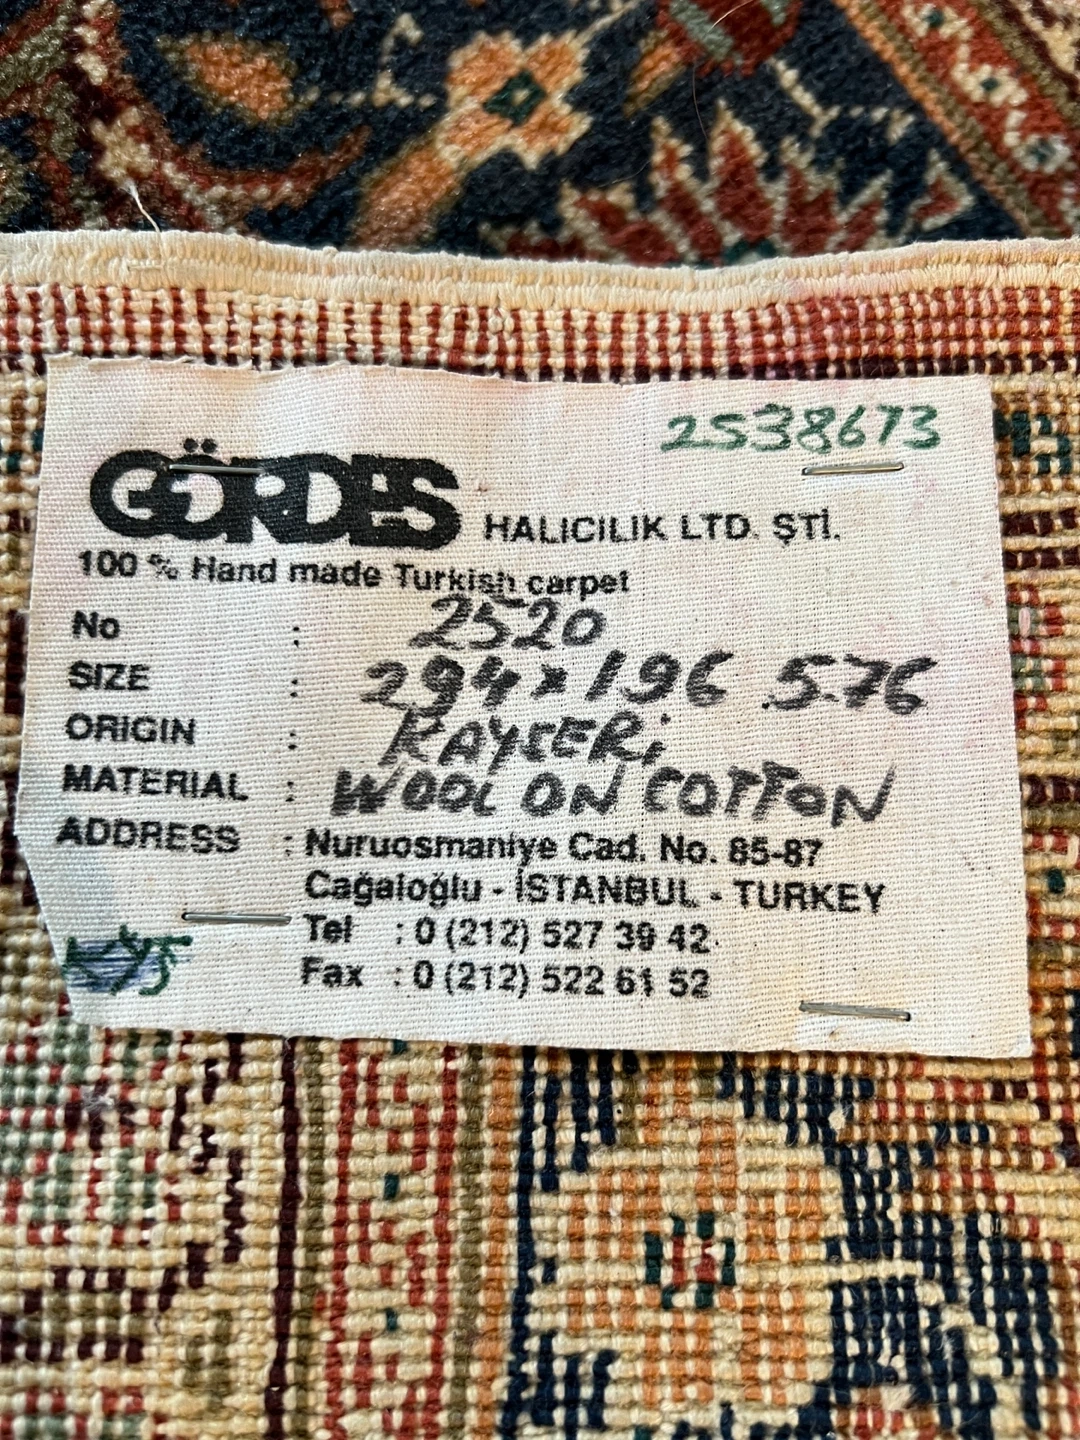 2538673
GÖRDES HALICILIK LTD. ŞTİ.
100 % Hand made Turkish carpet
No : 2520
SIZE : 294 x 196 5.76
ORIGIN : KAYSERi
MATERIAL : WOOL ON COTTON
ADDRESS : Nuruosmaniye Cad. No. 85-87
Cağaloğlu - İSTANBUL - TURKEY
Tel : 0 (212) 527 39 42
Fax : 0 (212) 522 61 52